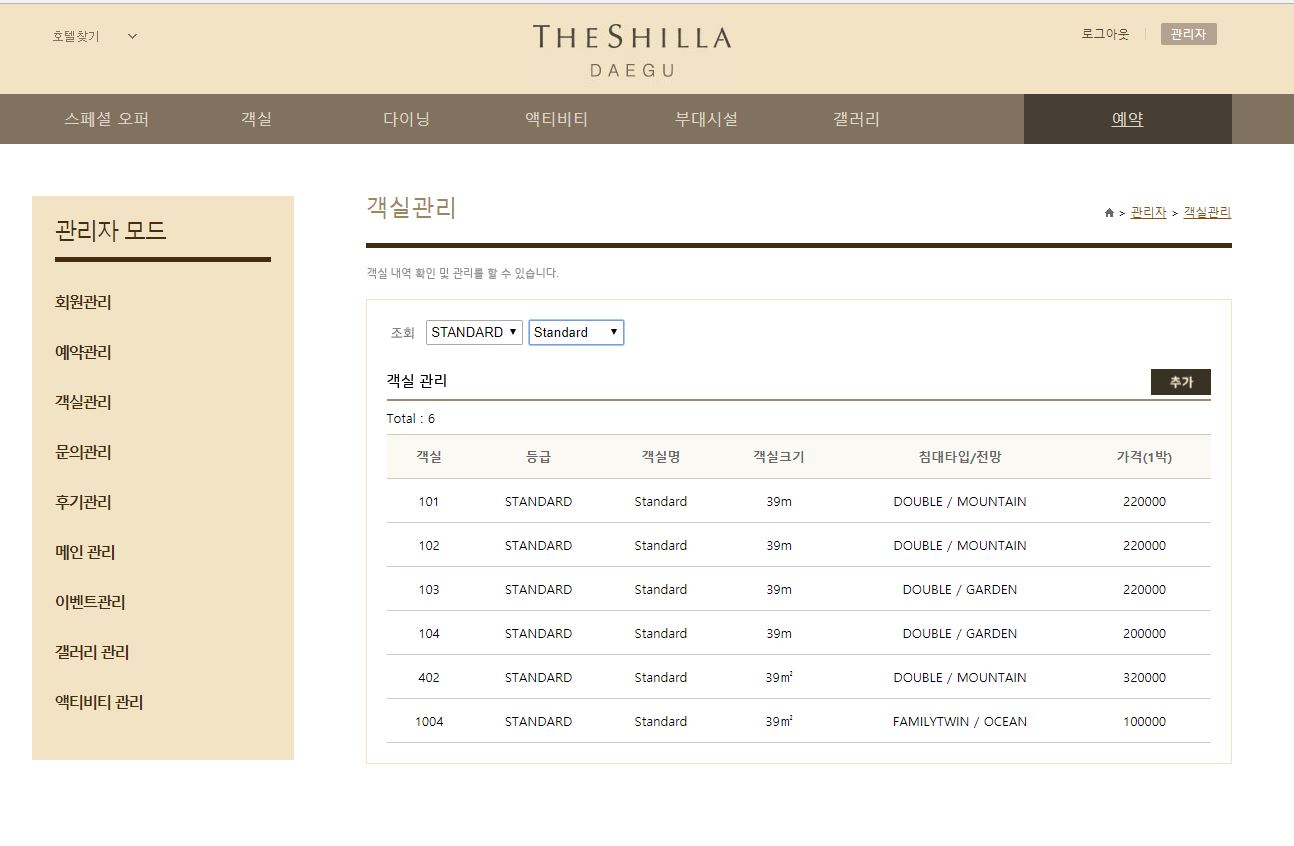 호텔찾기
THE SHILLA
DAEGU
로그아웃 관리자
스페셜 오퍼 객실 다이닝 액티비티 부대시설 갤러리 예약
관리자 모드
회원관리
예약관리
객실관리
문의관리
후기관리
메인 관리
이벤트관리
갤러리 관리
액티비티 관리
객실관리
> 관리자 > 객실관리
객실 내역 확인 및 관리를 할 수 있습니다.
조회 STANDARD Standard
객실 관리 추가
Total : 6
객실 등급 객실명 객실크기 침대타입/전망 가격(1박)
101 STANDARD Standard 39m DOUBLE / MOUNTAIN 220000
102 STANDARD Standard 39m DOUBLE / MOUNTAIN 220000
103 STANDARD Standard 39m DOUBLE / GARDEN 220000
104 STANDARD Standard 39m DOUBLE / GARDEN 200000
402 STANDARD Standard 39㎡ DOUBLE / MOUNTAIN 320000
1004 STANDARD Standard 39㎡ FAMILYTWIN / OCEAN 100000